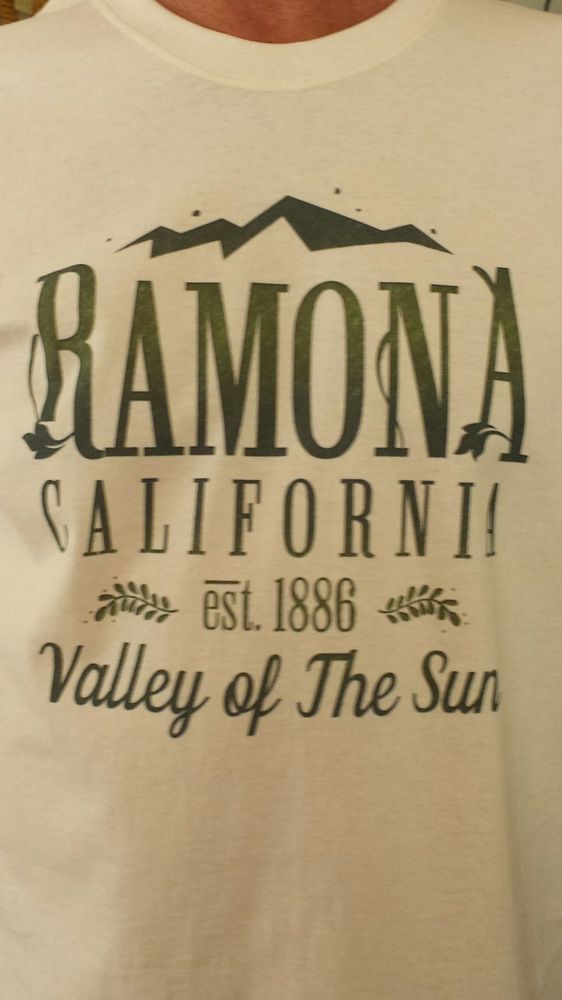 RAMONA
CALIFORNIA
est. 1886
Valley of The Sun